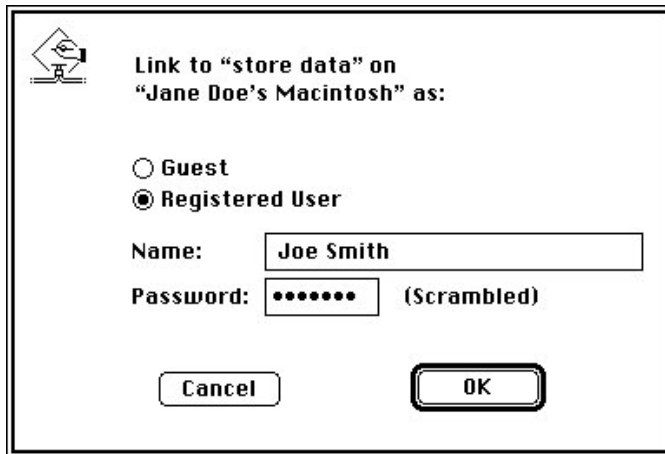 Link to “store data” on
“Jane Doe's Macintosh” as:
Guest
Registered User
Name: Joe Smith
Password: ••••••• (Scrambled)
Cancel OK